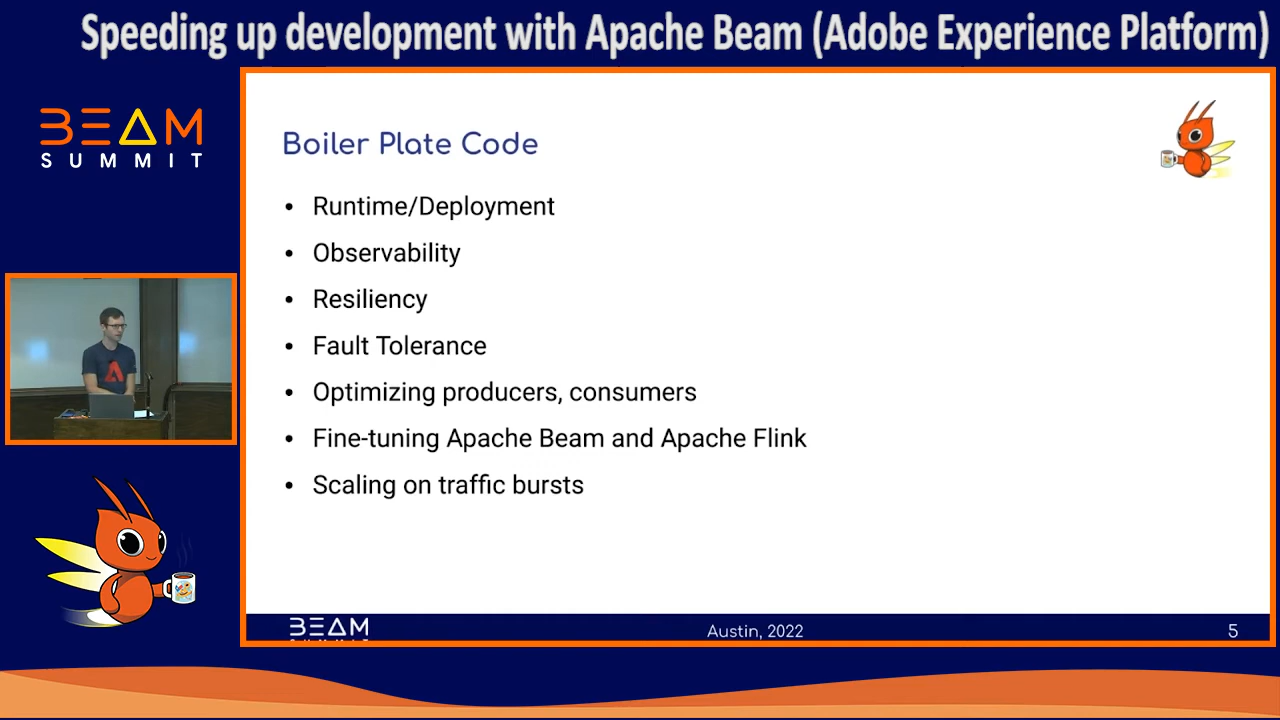 Speeding up development with Apache Beam (Adobe Experience Platform)
BEAM
SUMMIT
Boiler Plate Code
• Runtime/Deployment
• Observability
• Resiliency
• Fault Tolerance
• Optimizing producers, consumers
• Fine-tuning Apache Beam and Apache Flink
• Scaling on traffic bursts
BEAM
Austin, 2022
5